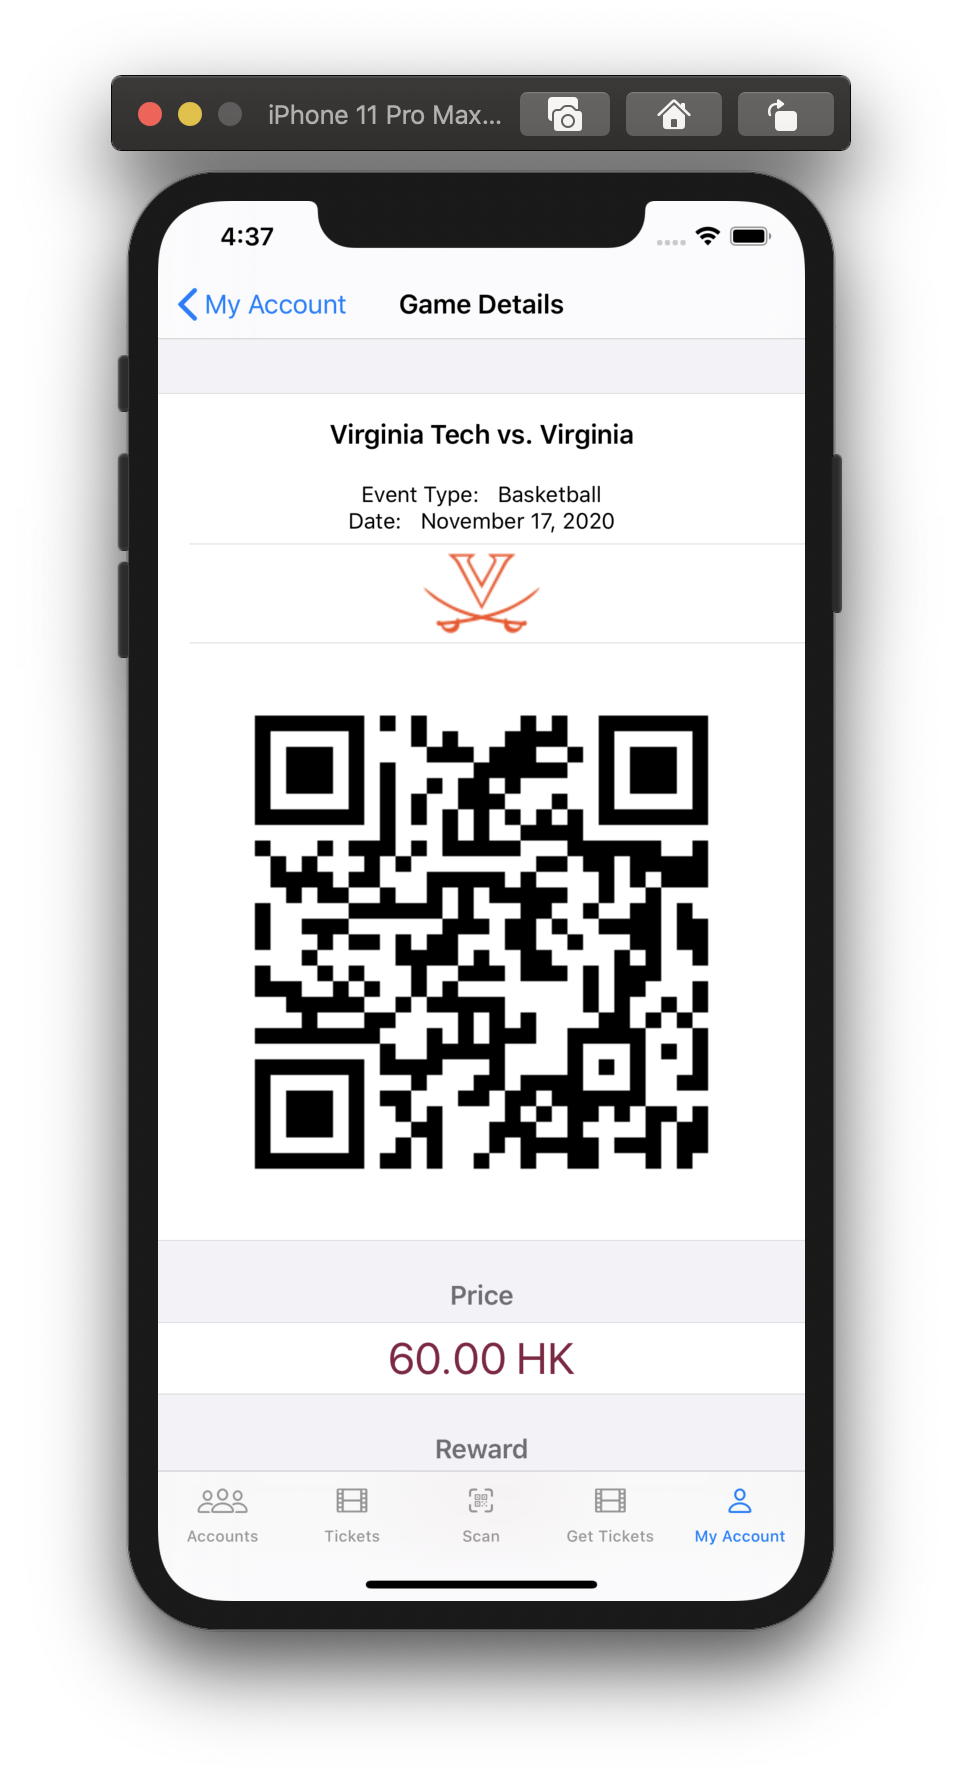 iPhone 11 Pro Max...
4:37
My Account
Game Details
Virginia Tech vs. Virginia
Event Type: Basketball
Date: November 17, 2020
V
Price
60.00 HK
Reward
Accounts
Tickets
Scan
Get Tickets
My Account